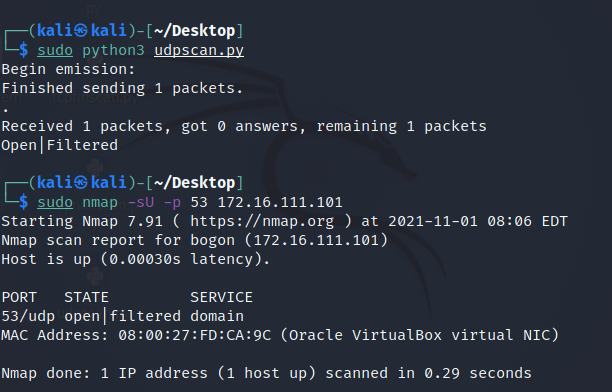 ┌──(kali㉿kali)-[~/Desktop]
└─$ sudo python3 udpscan.py
Begin emission:
Finished sending 1 packets.
.
Received 1 packets, got 0 answers, remaining 1 packets
Open|Filtered
┌──(kali㉿kali)-[~/Desktop]
└─$ sudo nmap -sU -p 53 172.16.111.101
Starting Nmap 7.91 ( https://nmap.org ) at 2021-11-01 08:06 EDT
Nmap scan report for bogon (172.16.111.101)
Host is up (0.00030s latency).
PORT   STATE         SERVICE
53/udp open|filtered domain
MAC Address: 08:00:27:FD:CA:9C (Oracle VirtualBox virtual NIC)
Nmap done: 1 IP address (1 host up) scanned in 0.29 seconds